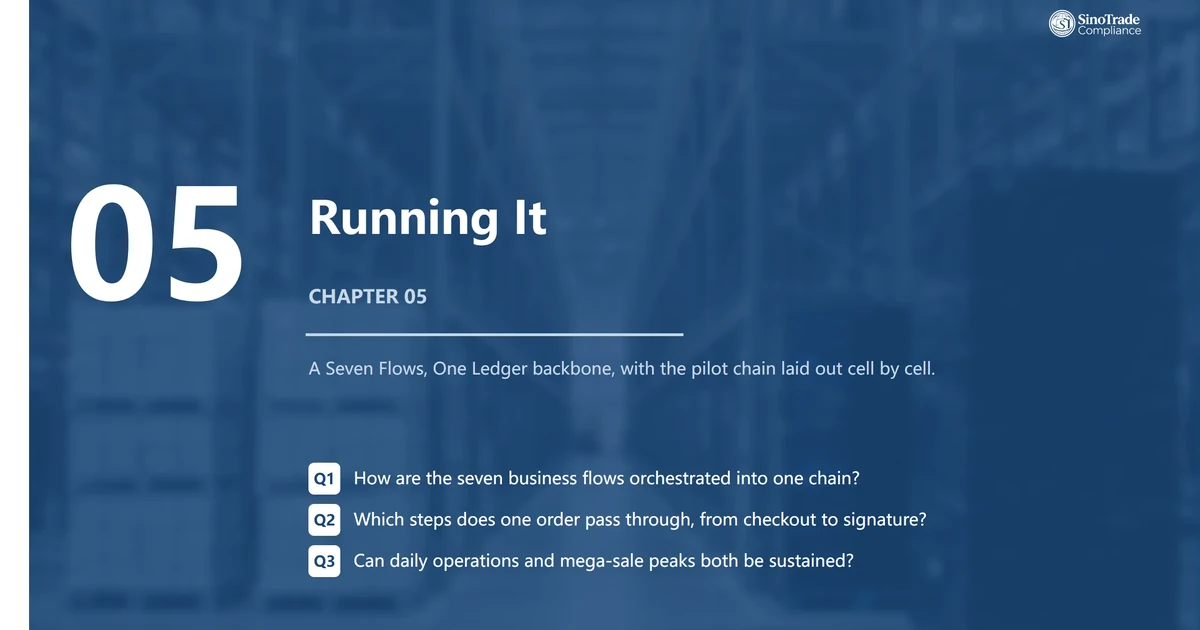 SinoTrade
Compliance
05
Running It
CHAPTER 05
A Seven Flows, One Ledger backbone, with the pilot chain laid out cell by cell.
Q1 How are the seven business flows orchestrated into one chain?
Q2 Which steps does one order pass through, from checkout to signature?
Q3 Can daily operations and mega-sale peaks both be sustained?